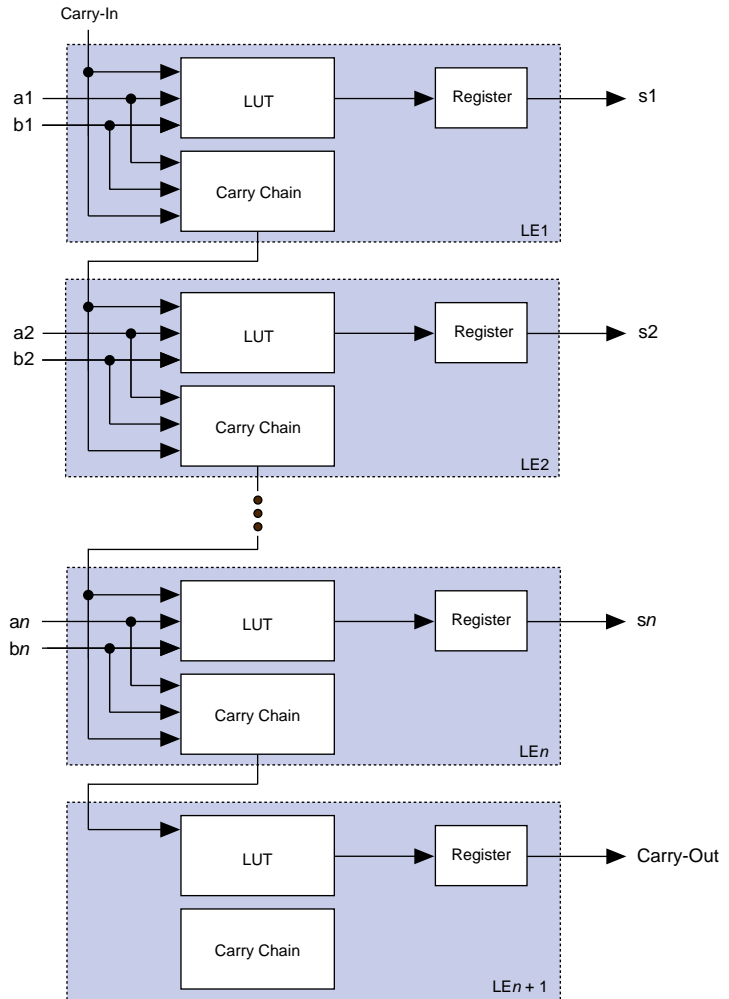 Carry-In
a1
b1
LUT
Register
s1
Carry Chain
LE1
a2
b2
LUT
Register
s2
Carry Chain
LE2
an
bn
LUT
Register
sn
Carry Chain
LEn
LUT
Register
Carry-Out
Carry Chain
LEn + 1